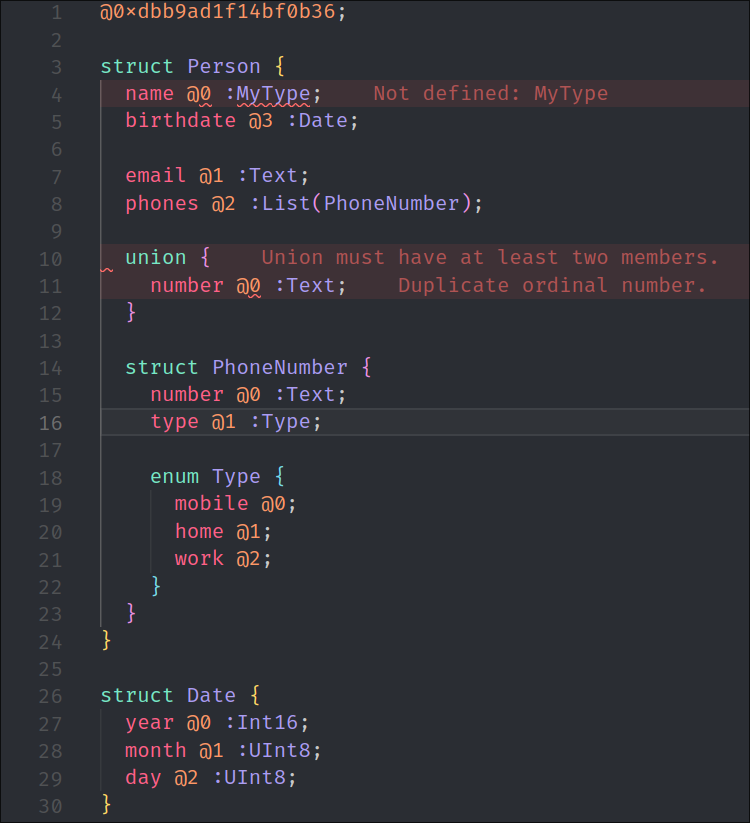 1 @0xdbb9ad1f14bf0b36;
2
3 struct Person {
4   name @0 :MyType;    Not defined: MyType
5   birthdate @3 :Date;
6
7   email @1 :Text;
8   phones @2 :List(PhoneNumber);
9
10   union {    Union must have at least two members.
11     number @0 :Text;    Duplicate ordinal number.
12   }
13
14   struct PhoneNumber {
15     number @0 :Text;
16     type @1 :Type;
17
18     enum Type {
19       mobile @0;
20       home @1;
21       work @2;
22     }
23   }
24 }
25
26 struct Date {
27   year @0 :Int16;
28   month @1 :UInt8;
29   day @2 :UInt8;
30 }